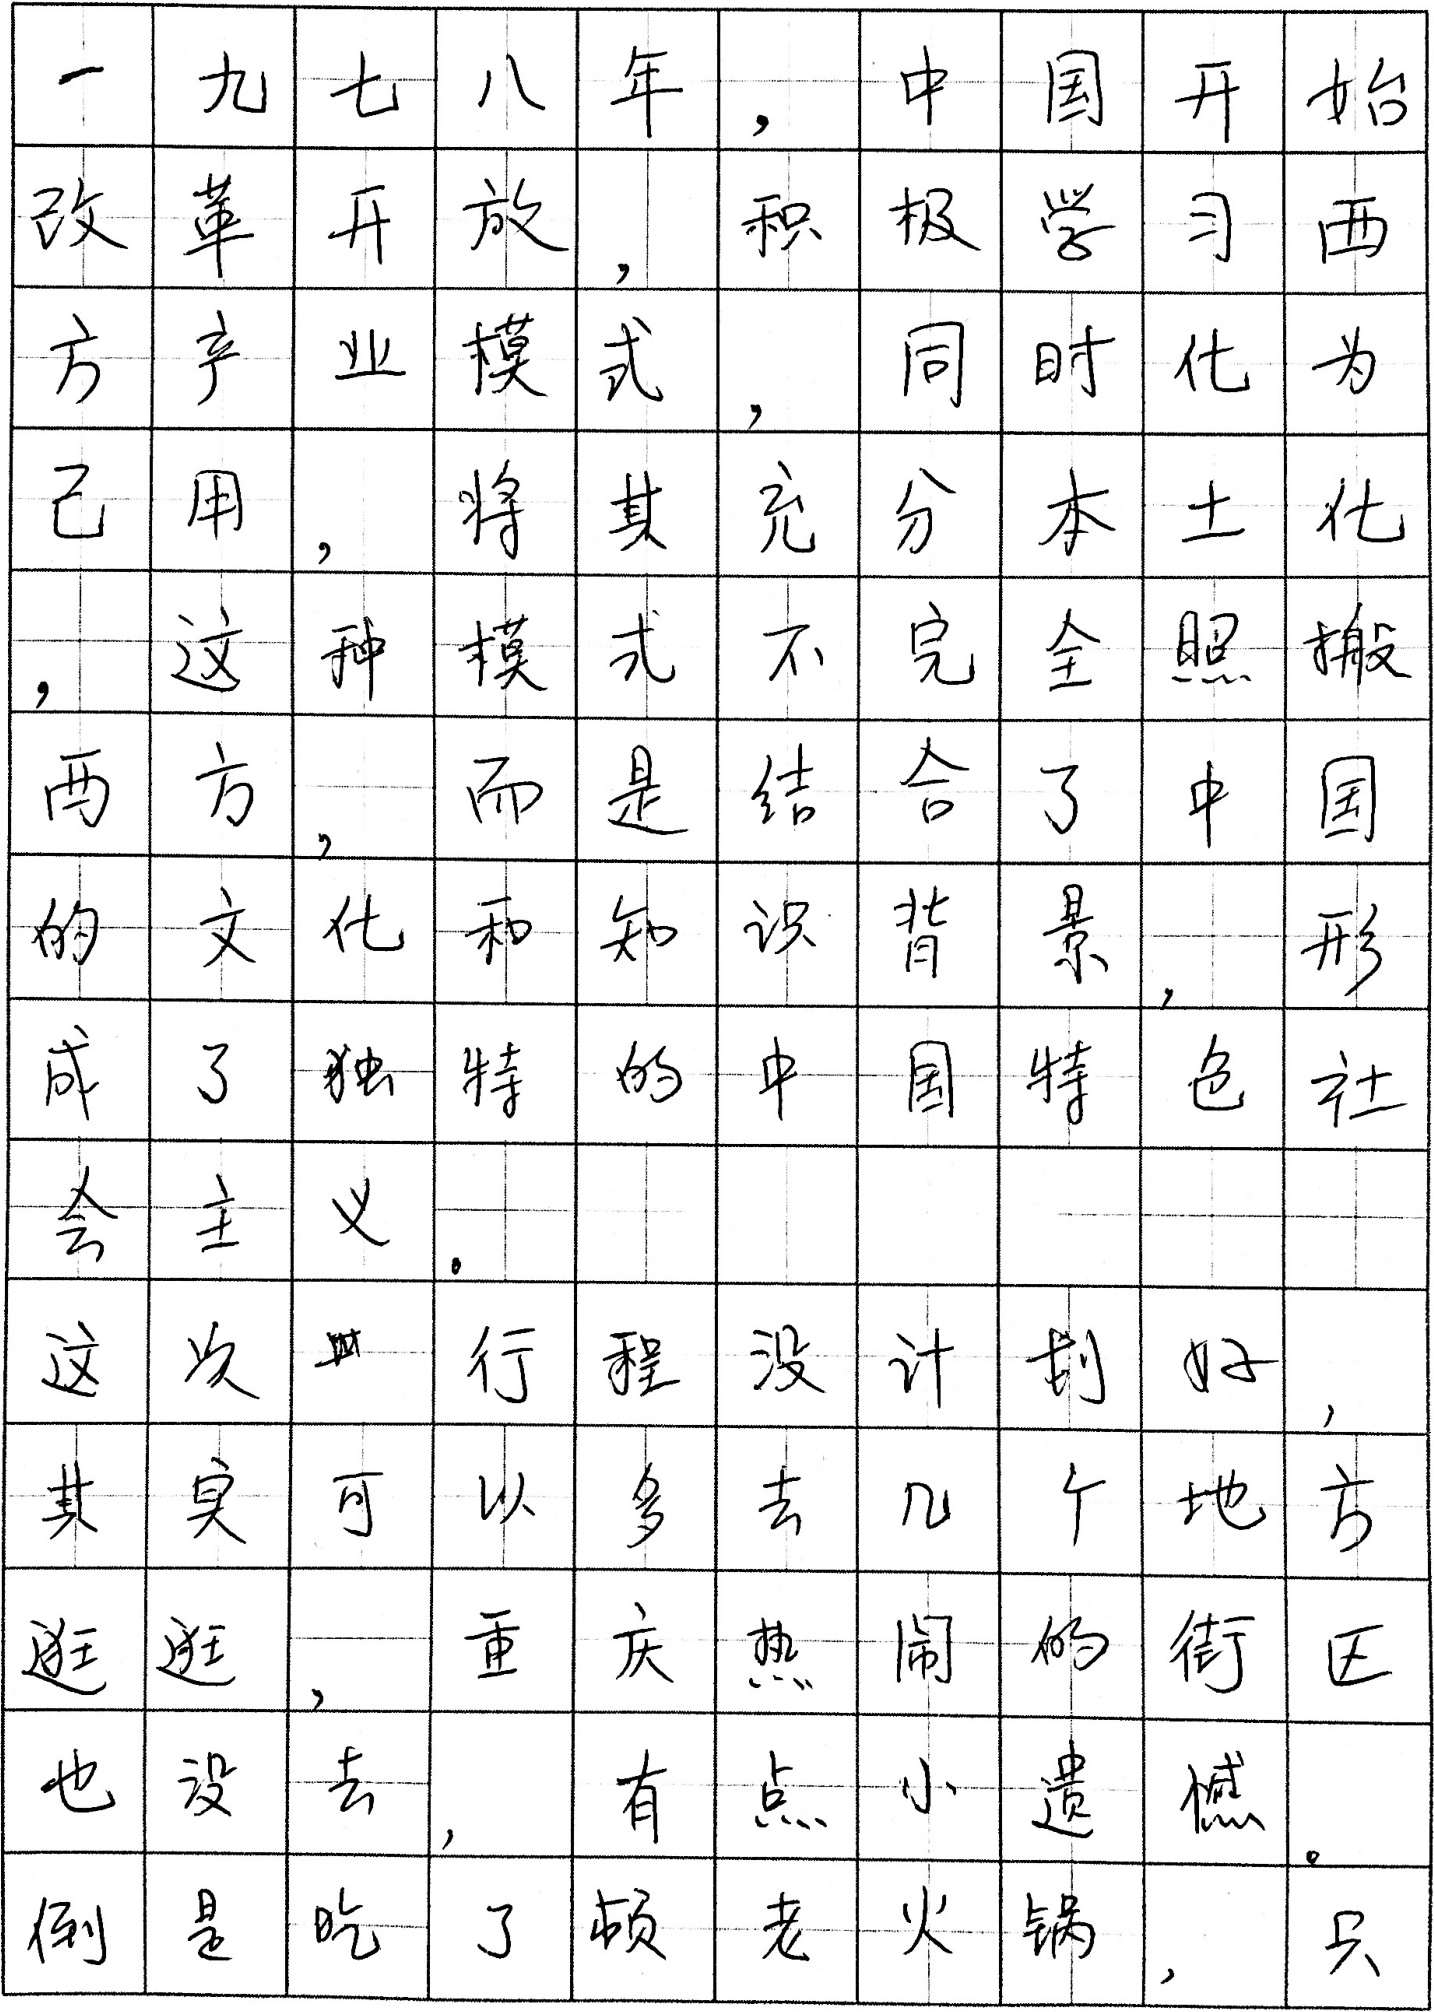 一九七八年，中国开始
改革开放，积极学习西
方产业模式，同时化为
己用，将其充分本土化
，这种模式不完全照搬
西方，而是结合了中国
的文化和知识背景，形
成了独特的中国特色社
会主义。
这次行程没计划好，
其实可以多去几个地方
逛逛，重庆热闹的街区
也没去，有点小遗憾。
倒是吃了顿老火锅，只